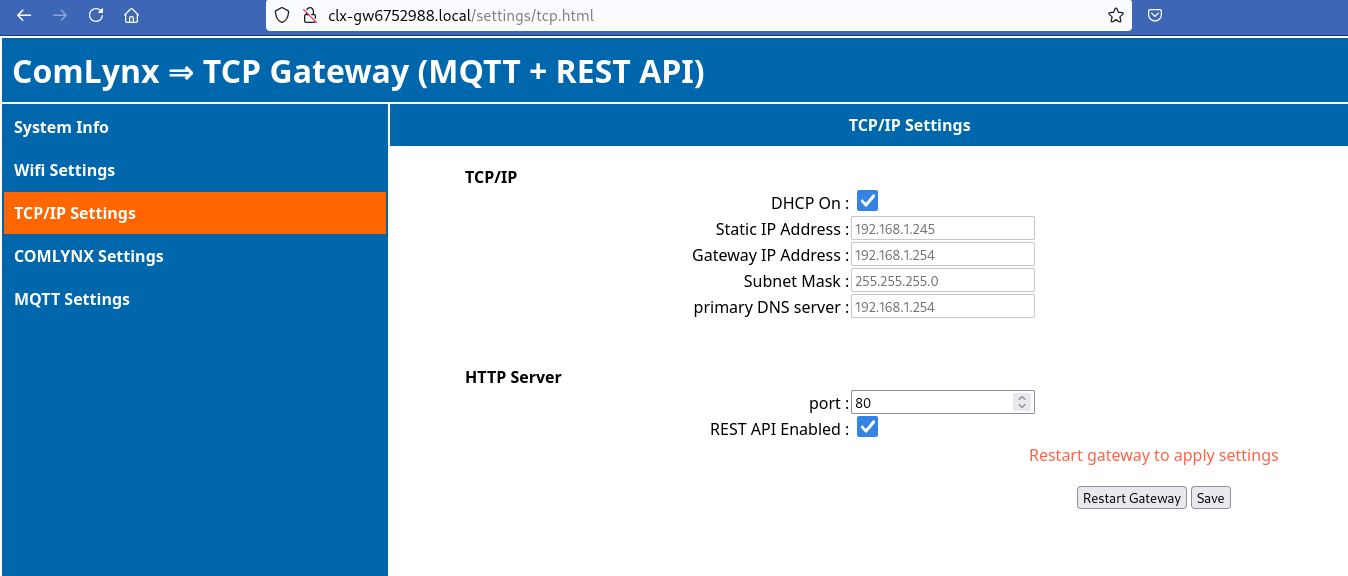 clx-gw6752988.local/settings/tcp.html
ComLynx ⇒ TCP Gateway (MQTT + REST API)
System Info
Wifi Settings
TCP/IP Settings
COMLYNX Settings
MQTT Settings
TCP/IP Settings
TCP/IP
DHCP On :
Static IP Address : 192.168.1.245
Gateway IP Address : 192.168.1.254
Subnet Mask : 255.255.255.0
primary DNS server : 192.168.1.254
HTTP Server
port : 80
REST API Enabled :
Restart gateway to apply settings
Restart Gateway Save